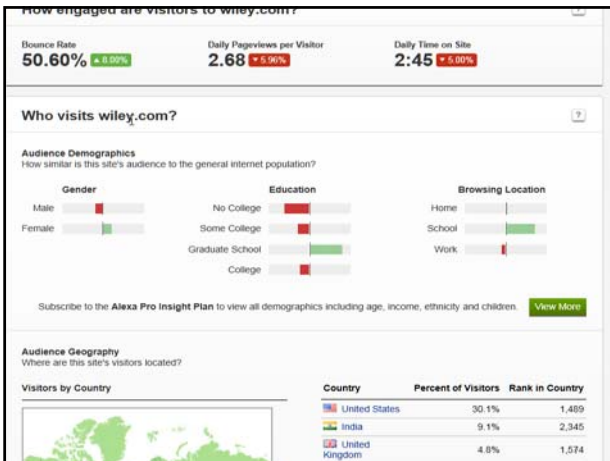 How engaged are visitors to wiley.com?
?
Bounce Rate
50.60% ▲ 8.00%
Daily Pageviews per Visitor
2.68 ▼ 5.96%
Daily Time on Site
2:45 ▼ 5.00%
Who visits wiley.com?
?
Audience Demographics
How similar is this site's audience to the general internet population?
Gender
Male
Female
Education
No College
Some College
Graduate School
College
Browsing Location
Home
School
Work
Subscribe to the Alexa Pro Insight Plan to view all demographics including age, income, ethnicity and children.
View More
Audience Geography
Where are this site's visitors located?
Visitors by Country
Country Percent of Visitors Rank in Country
United States 30.1% 1,489
India 9.1% 2,345
United
Kingdom 4.8% 1,574